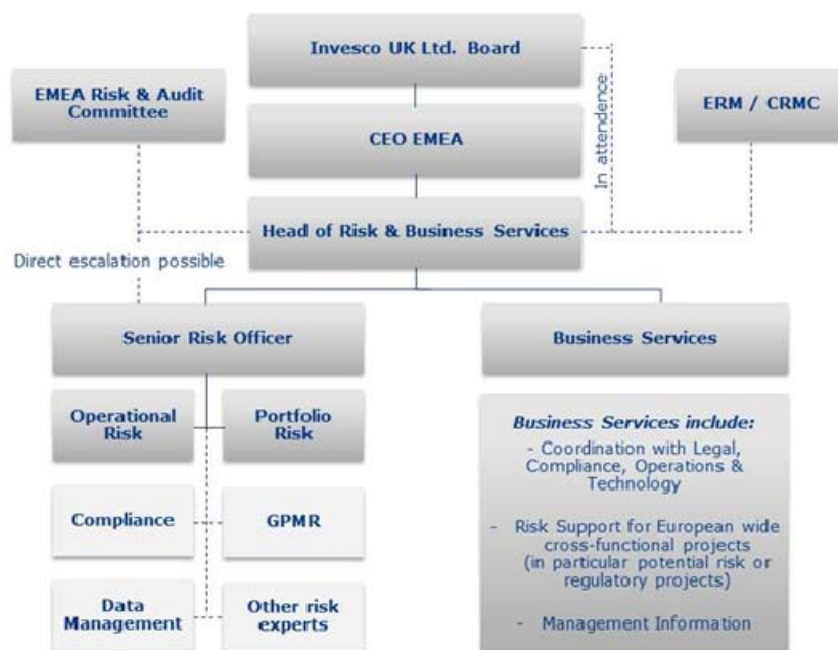 Invesco UK Ltd. Board
EMEA Risk & Audit
Committee
In attendence
ERM / CRMC
CEO EMEA
Head of Risk & Business Services
Direct escalation possible
Senior Risk Officer
Business Services
Operational
Risk
Portfolio
Risk
Compliance
GPMR
Data
Management
Other risk
experts
Business Services include:
- Coordination with Legal,
Compliance, Operations &
Technology
- Risk Support for European wide
cross-functional projects
(in particular potential risk or
regulatory projects)
- Management Information